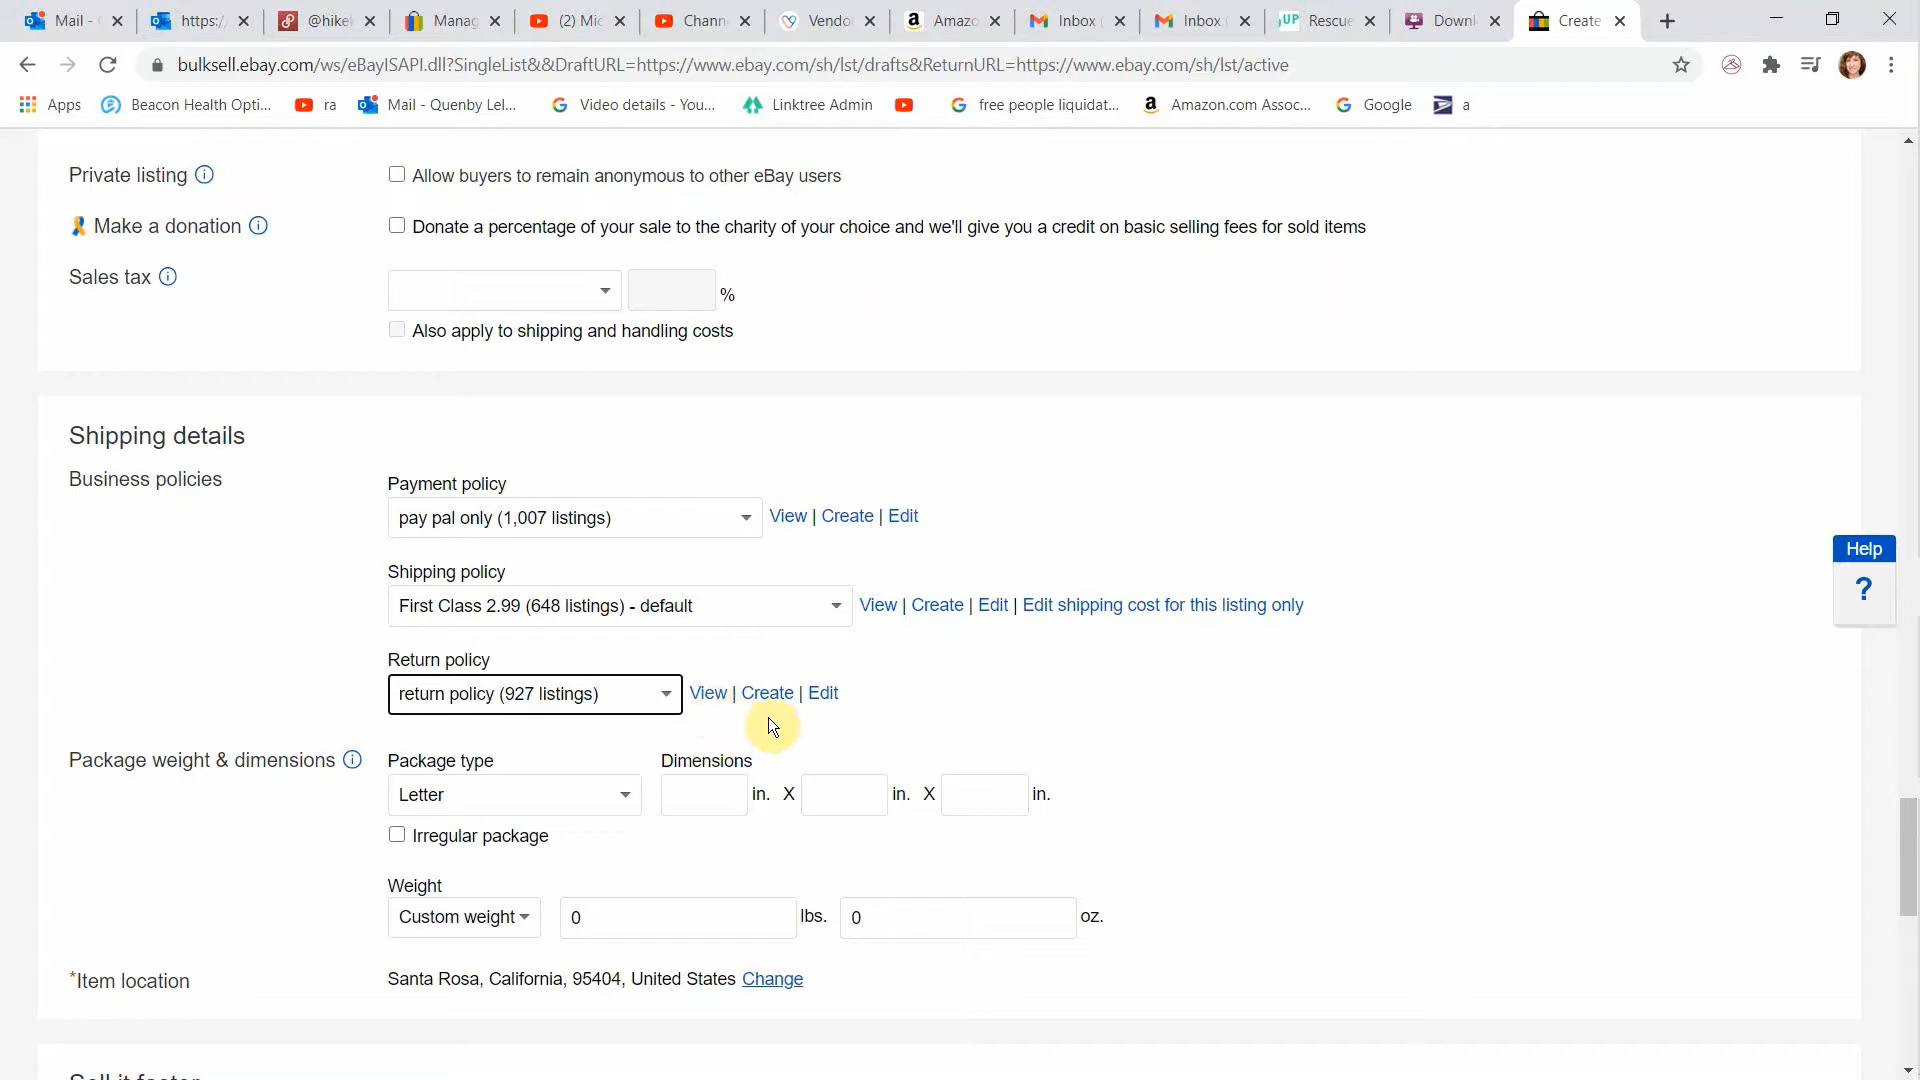 Mail -
https:/
@hikel
Manag
(2) Mic
Chann
Vendo
Amazo
Inbox
Inbox
Rescue
Downl
Create
bulksell.ebay.com/ws/eBayISAPI.dll?SingleList&&DraftURL=https://www.ebay.com/sh/lst/drafts&ReturnURL=https://www.ebay.com/sh/lst/active
Apps
Beacon Health Opti...
ra
Mail - Quenby Lel...
Video details - You...
Linktree Admin
free people liquidat...
Amazon.com Assoc...
Google
a
Private listing
Allow buyers to remain anonymous to other eBay users
Make a donation
Donate a percentage of your sale to the charity of your choice and we'll give you a credit on basic selling fees for sold items
Sales tax
%
Also apply to shipping and handling costs
Shipping details
Business policies
Payment policy
pay pal only (1,007 listings)
View | Create | Edit
Shipping policy
First Class 2.99 (648 listings) - default
View | Create | Edit | Edit shipping cost for this listing only
Return policy
return policy (927 listings)
View | Create | Edit
Help
?
Package weight & dimensions
Package type
Dimensions
Letter
in. X in. X in.
Irregular package
Weight
Custom weight
0 lbs. 0 oz.
*Item location
Santa Rosa, California, 95404, United States Change
Sell it faster